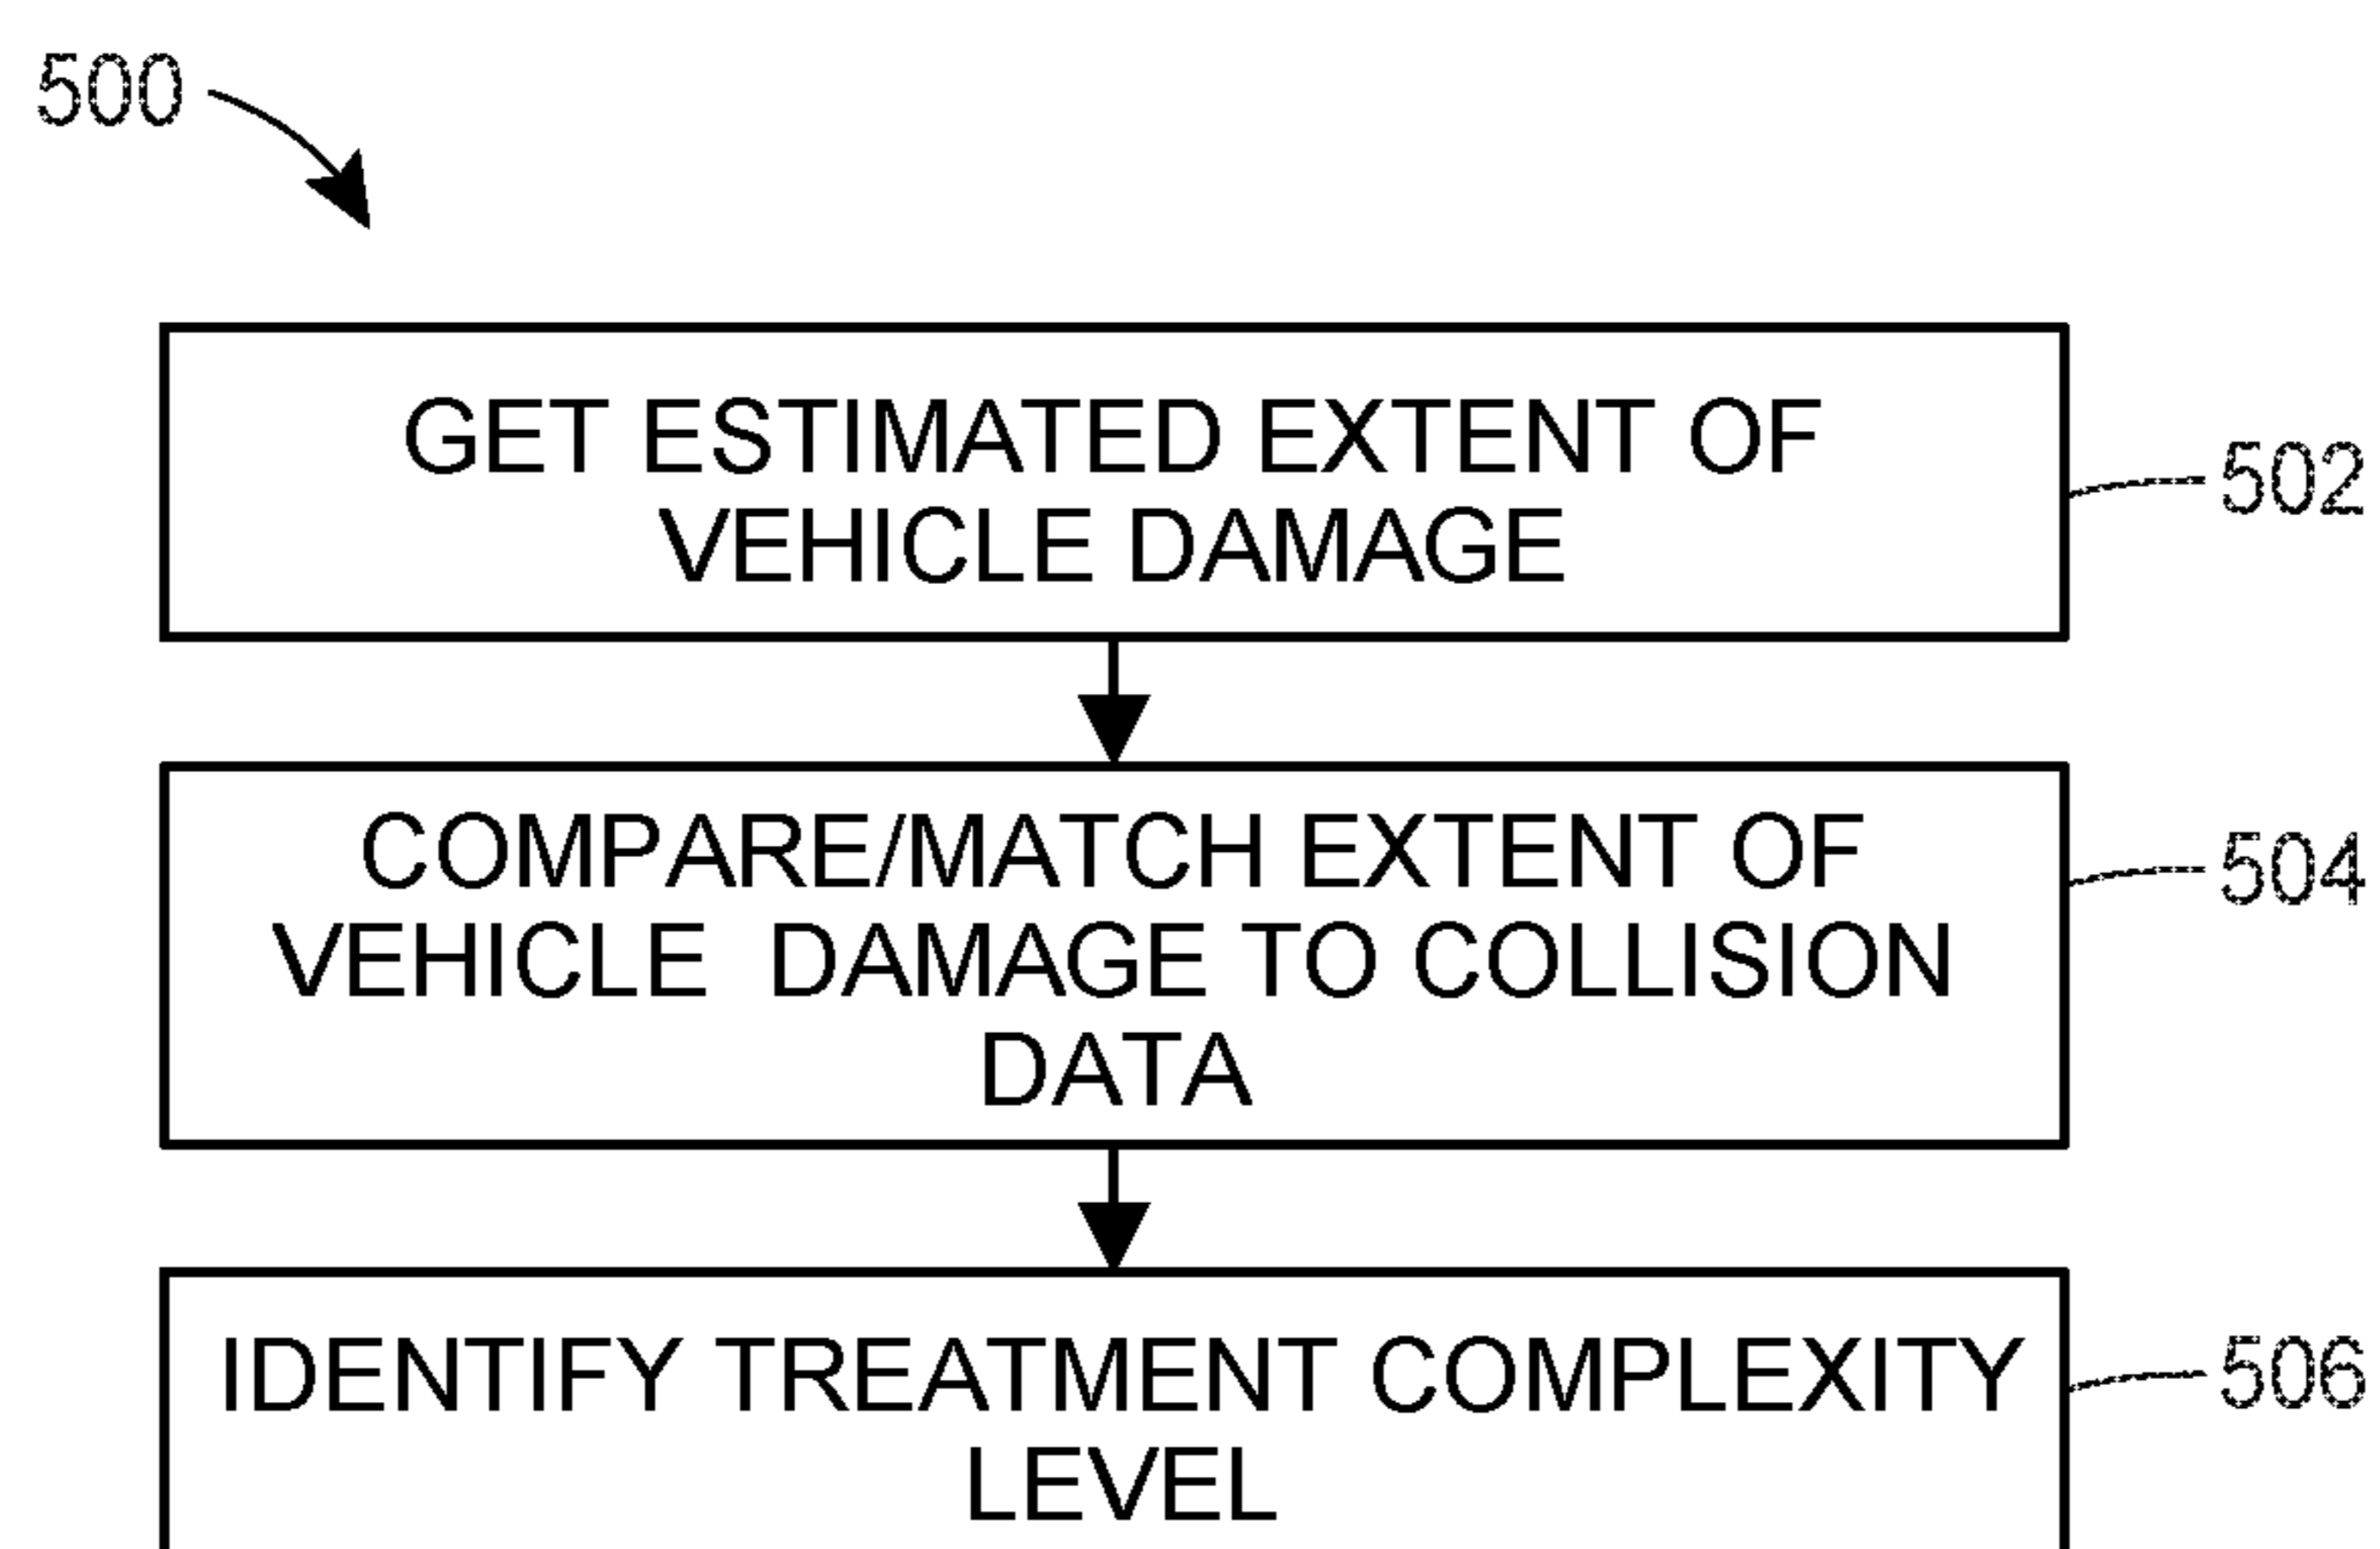 500
GET ESTIMATED EXTENT OF
VEHICLE DAMAGE
502
COMPARE/MATCH EXTENT OF
VEHICLE DAMAGE TO COLLISION
DATA
504
IDENTIFY TREATMENT COMPLEXITY
LEVEL
506